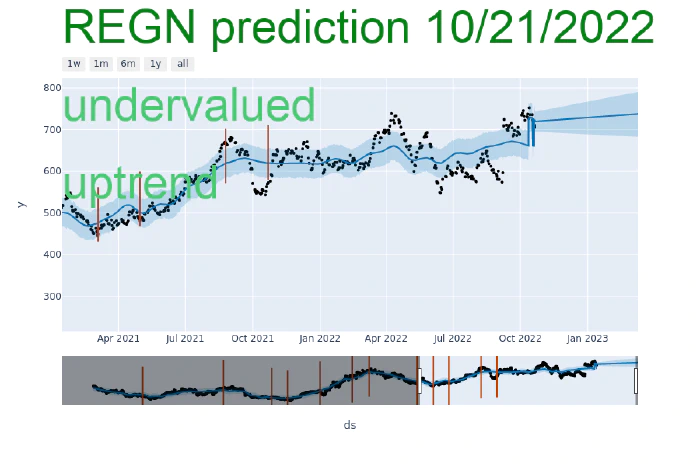 REGN prediction 10/21/2022
1w 1m 6m 1y all
800
undervalued
700
600
uptrend
500
y
400
300
Apr 2021 Jul 2021 Oct 2021 Jan 2022 Apr 2022 Jul 2022 Oct 2022 Jan 2023
ds